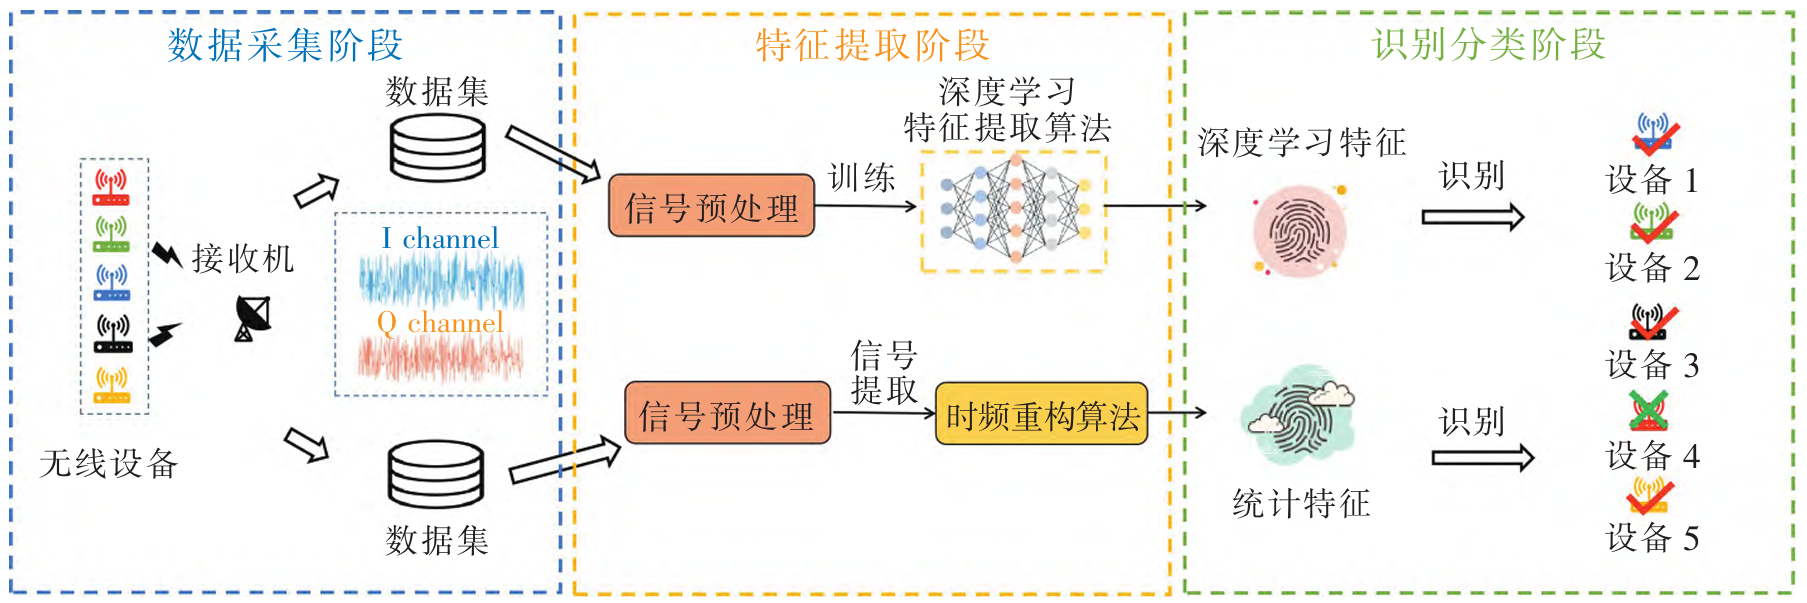 数据采集阶段
数据集
接收机
I channel
Q channel
无线设备
数据集
特征提取阶段
深度学习
特征提取算法
信号预处理
训练
信号预处理
信号
提取
时频重构算法
识别分类阶段
深度学习特征
识别
统计特征
识别
设备 1
设备 2
设备 3
设备 4
设备 5